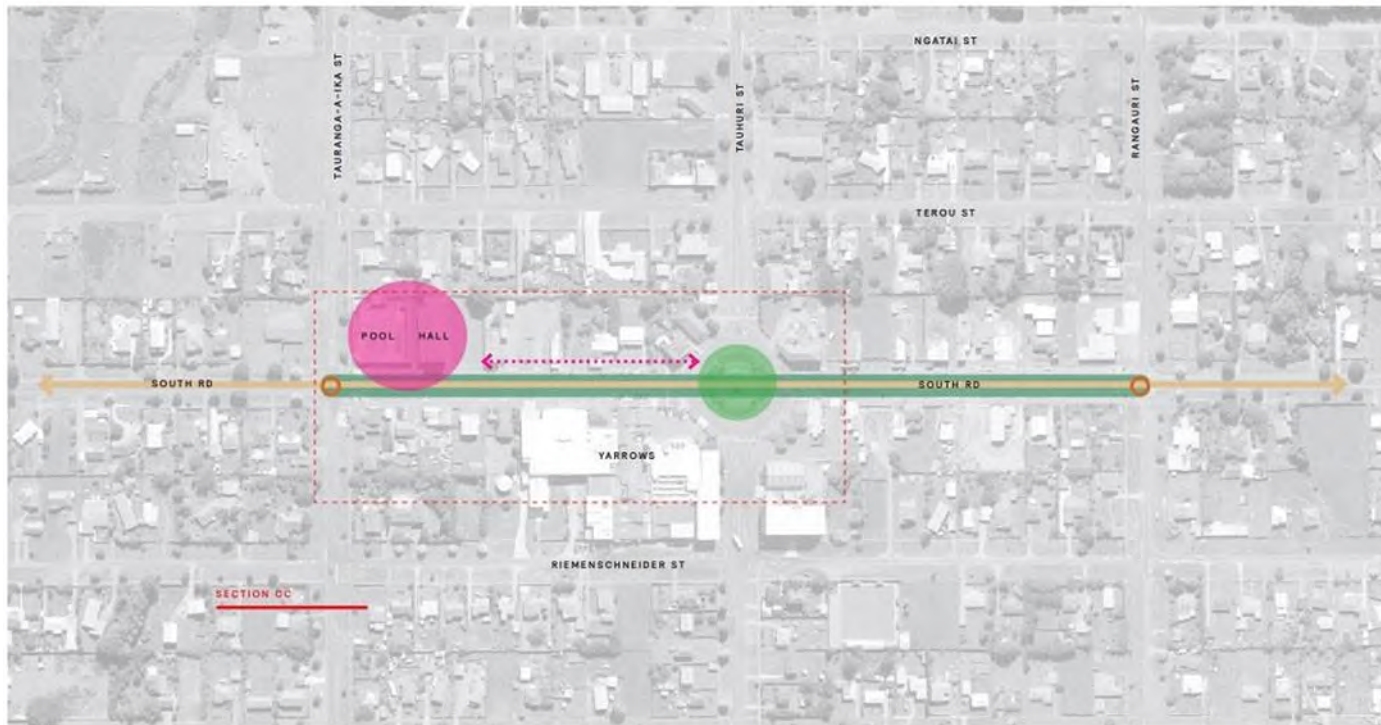 NGATAI ST
TAURANGA-A-IKA ST
TAUHURI ST
RANGAURI ST
TEROU ST
POOL
HALL
SOUTH RD
SOUTH RD
YARROWS
RIEMENSCHNEIDER ST
SECTION CC